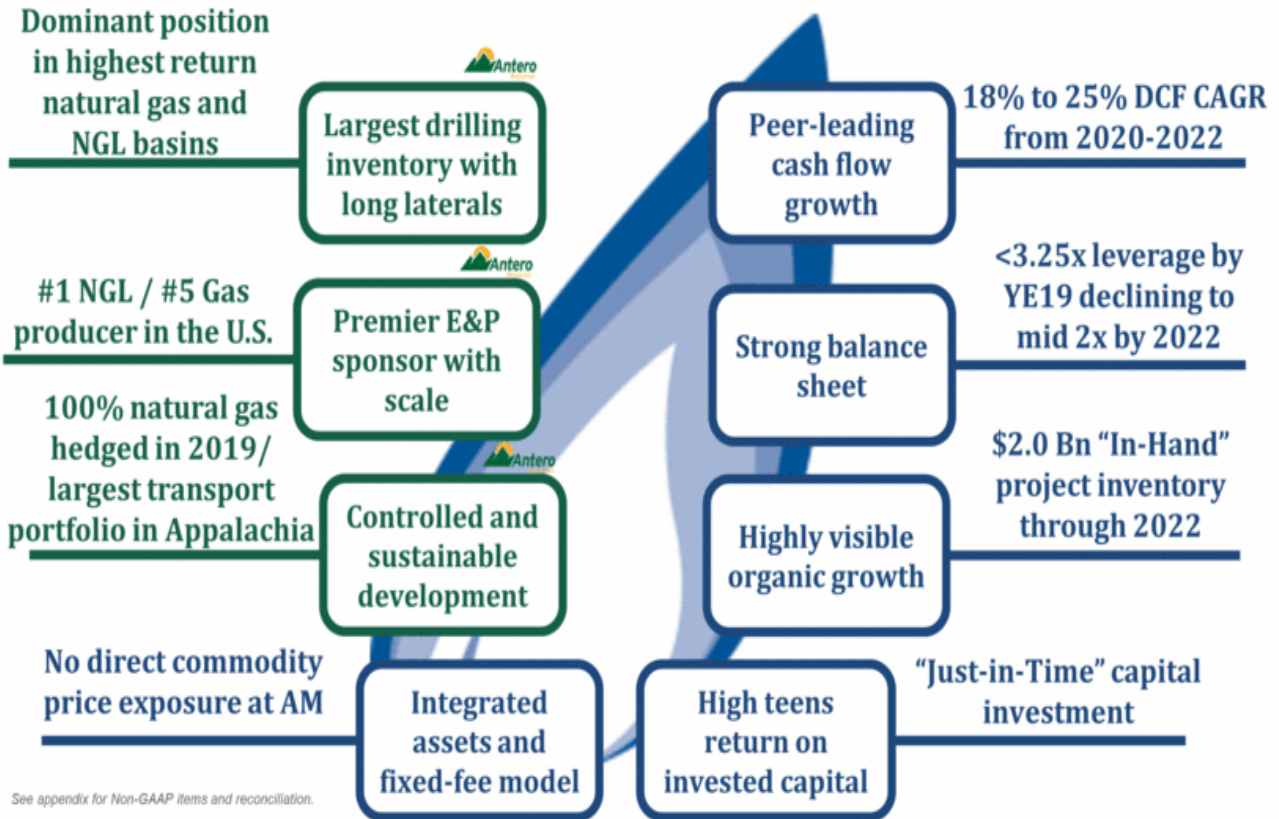 Dominant position
in highest return
natural gas and
NGL basins
Antero
Largest drilling
inventory with
long laterals
#1 NGL / #5 Gas
producer in the U.S.
Antero
Premier E&P
sponsor with
scale
100% natural gas
hedged in 2019/
largest transport
portfolio in Appalachia
Antero
Controlled and
sustainable
development
No direct commodity
price exposure at AM
Integrated
assets and
fixed-fee model
Peer-leading
cash flow
growth
18% to 25% DCF CAGR
from 2020-2022
Strong balance
sheet
<3.25x leverage by
YE19 declining to
mid 2x by 2022
Highly visible
organic growth
$2.0 Bn “In-Hand”
project inventory
through 2022
High teens
return on
invested capital
“Just-in-Time” capital
investment
See appendix for Non-GAAP items and reconciliation.